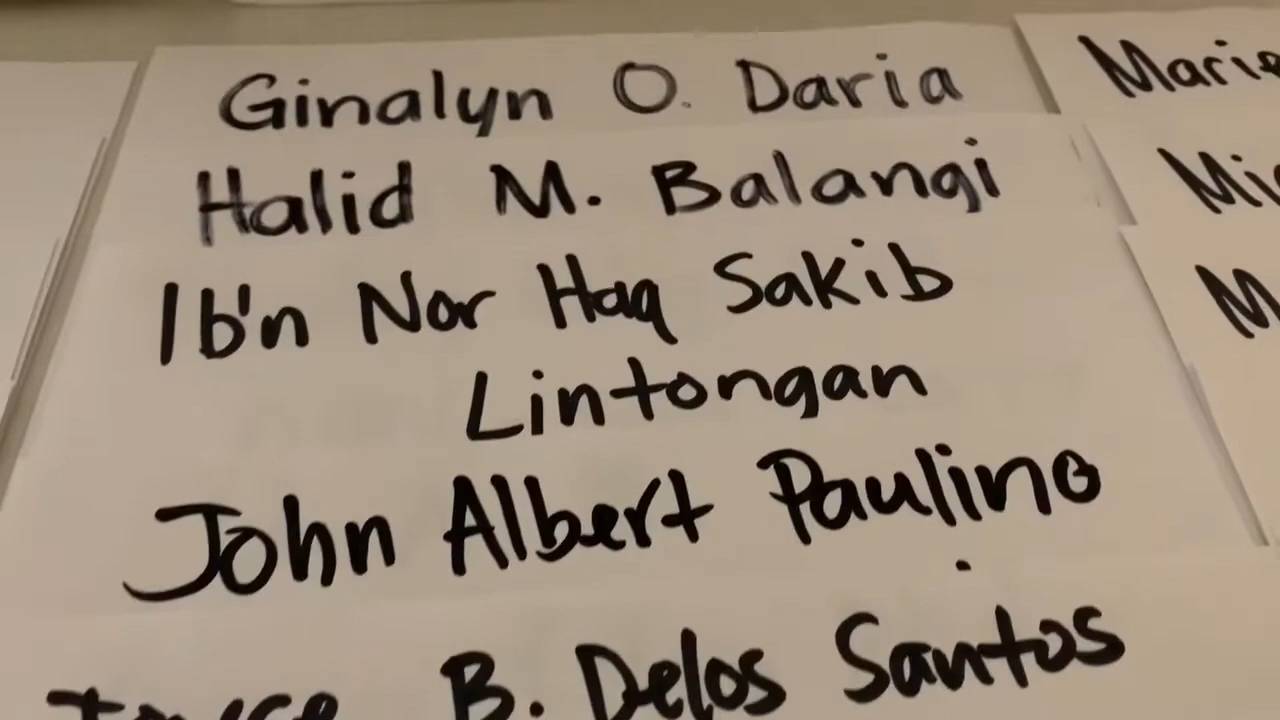 Ginalyn O. Daria
Halid M. Balangi
Ib'n Nor Haq Sakib
Lintongan
John Albert Paulino
B. Delos Santos